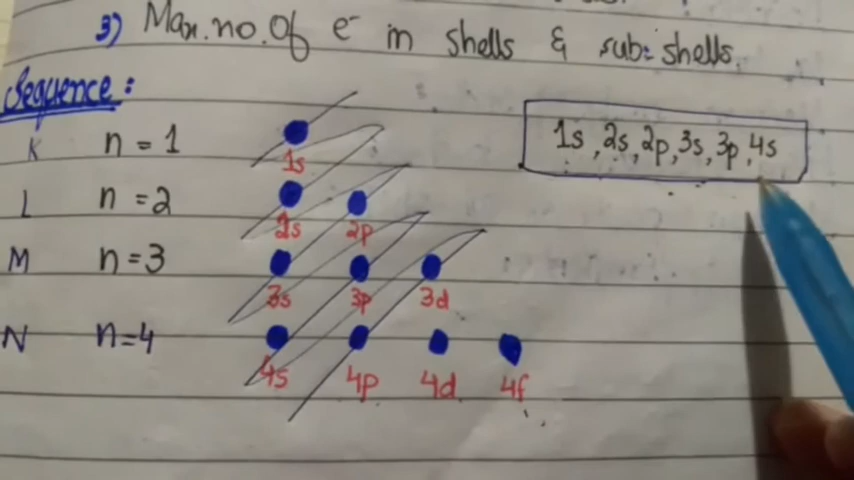 3) Max.no.Of e⁻ in shells & sub-shells.
Sequence:
1s, 2s, 2p, 3s, 3p, 4s
K n = 1
1s
L n = 2
2s 2p
M n = 3
3s 3p 3d
N n=4
4s 4p 4d 4f